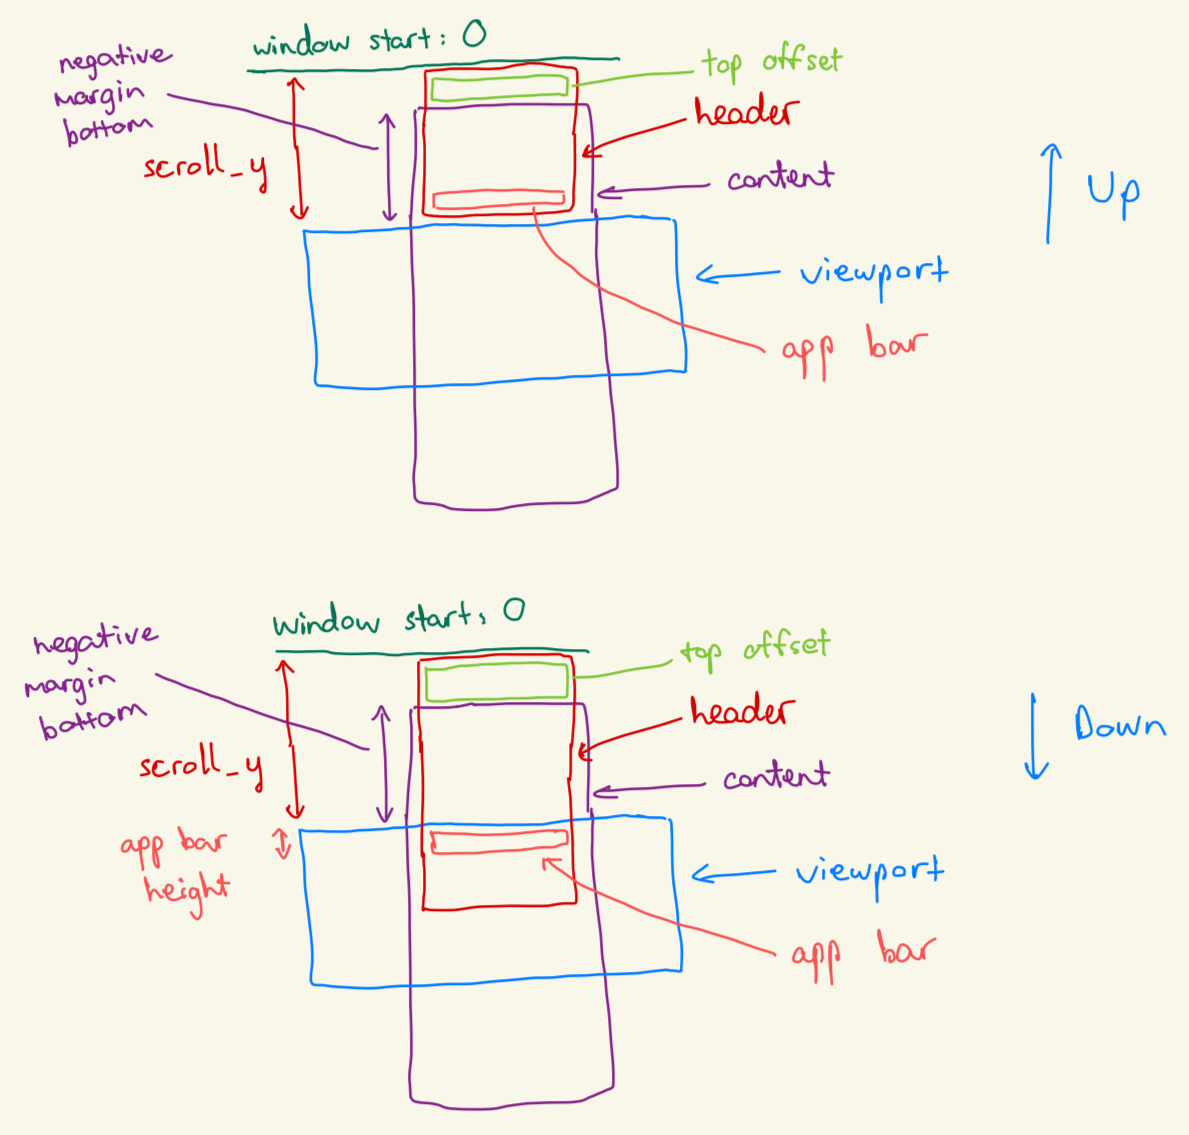 window start: 0
negative
margin
bottom
top offset
header
scroll_y
content
Up
viewport
app bar
window start: 0
negative
margin
bottom
top offset
header
Down
scroll_y
content
app bar
height
viewport
app bar